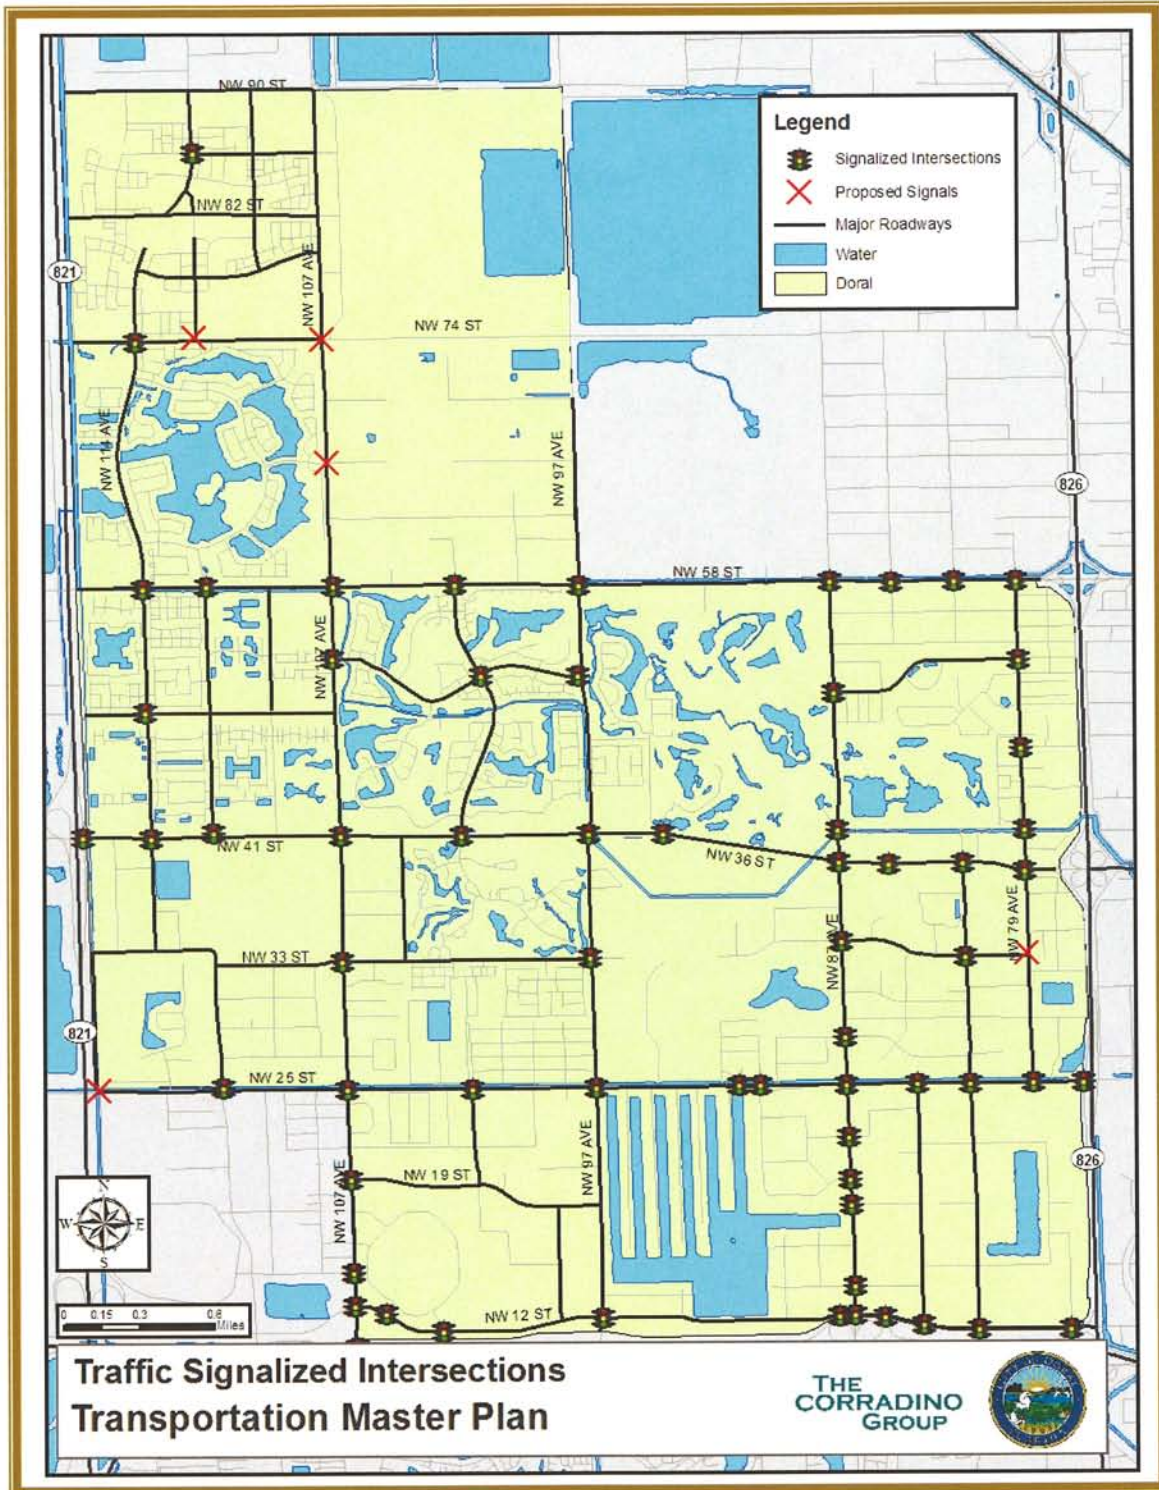 NW 90 ST
Legend
Signalized Intersections
Proposed Signals
Major Roadways
Water
Doral
NW 82 ST
821
NW 107 AVE
NW 74 ST
NW 114 AVE
NW 97 AVE
826
NW 58 ST
NW 107 AVE
NW 41 ST
NW 36 ST
NW 79 AVE
NW 87 AVE
NW 33 ST
821
NW 25 ST
NW 97 AVE
826
NW 107 AVE
NW 19 ST
N
W E
S
0 0.15 0.3 0.6
Miles
NW 12 ST
Traffic Signalized Intersections
Transportation Master Plan
THE
CORRADINO
GROUP